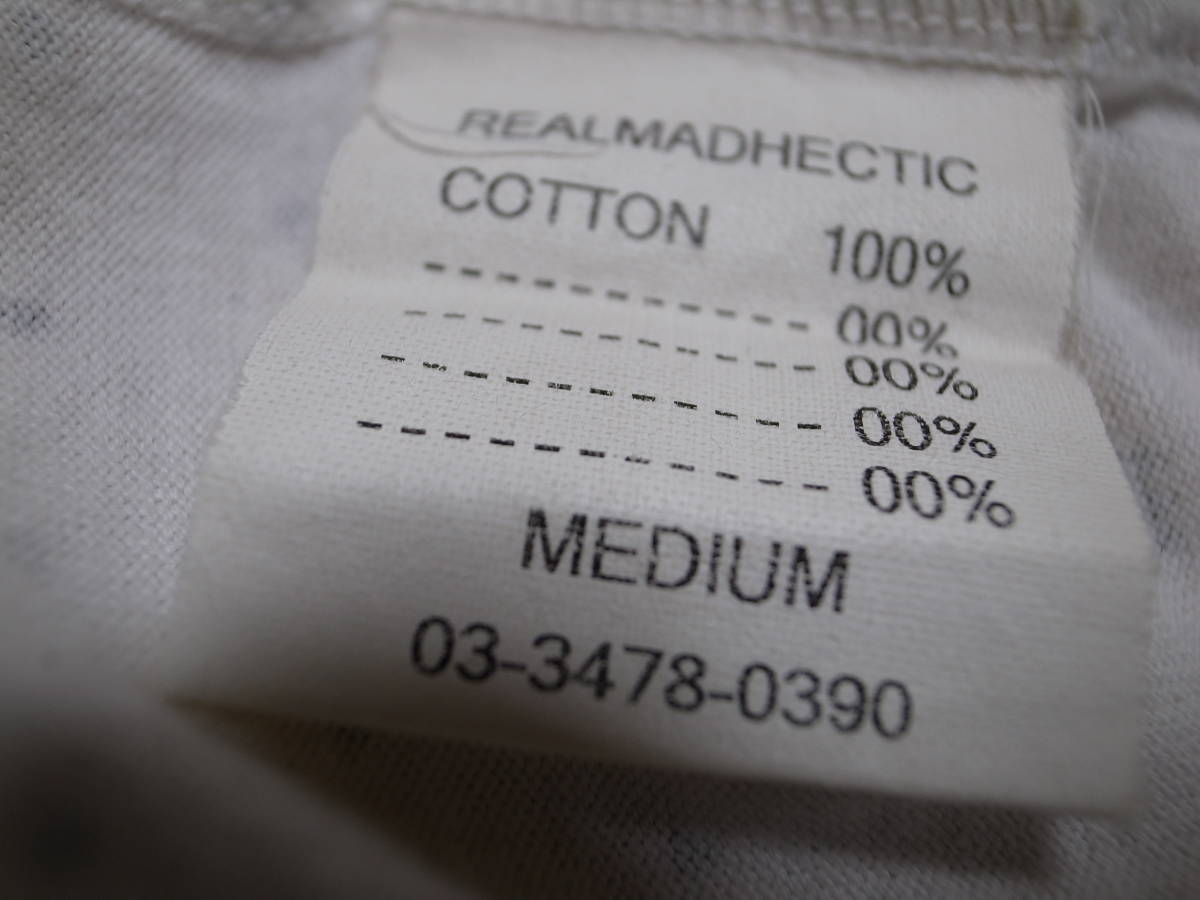 REALMADHECTIC
COTTON 100%
---------- 00%
----------- 00%
----------- 00%
----------- 00%
MEDIUM
03-3478-0390